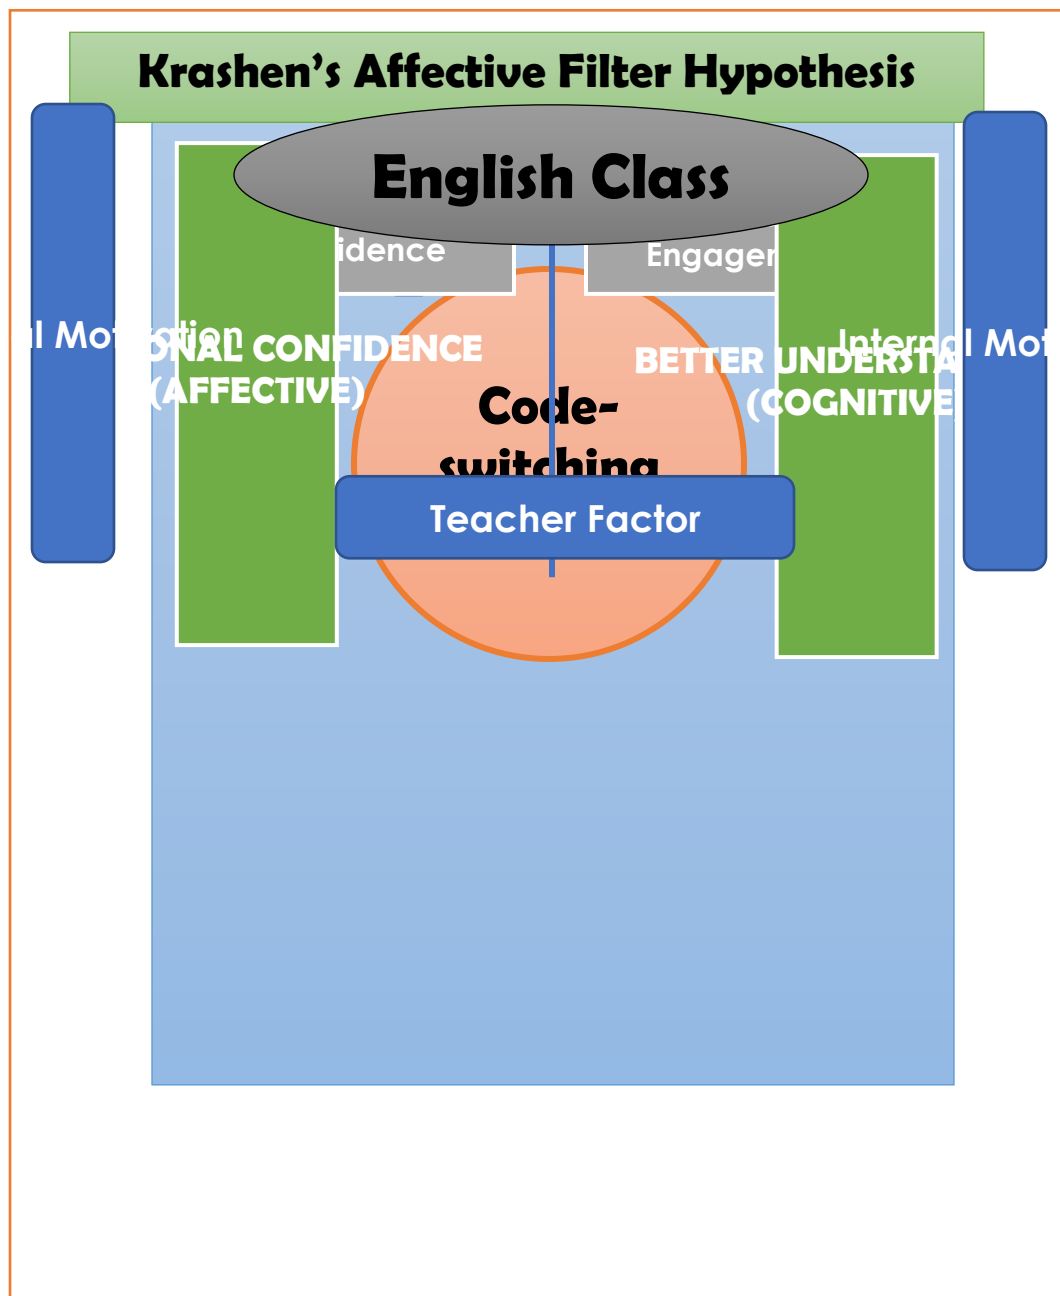 Krashen's Affective Filter Hypothesis
English Class
idence
Engager
l Motivation
Internal Mot
ONAL CONFIDENCE
(AFFECTIVE)
BETTER UNDERSTA
(COGNITIVE)
Code-
switching
Teacher Factor